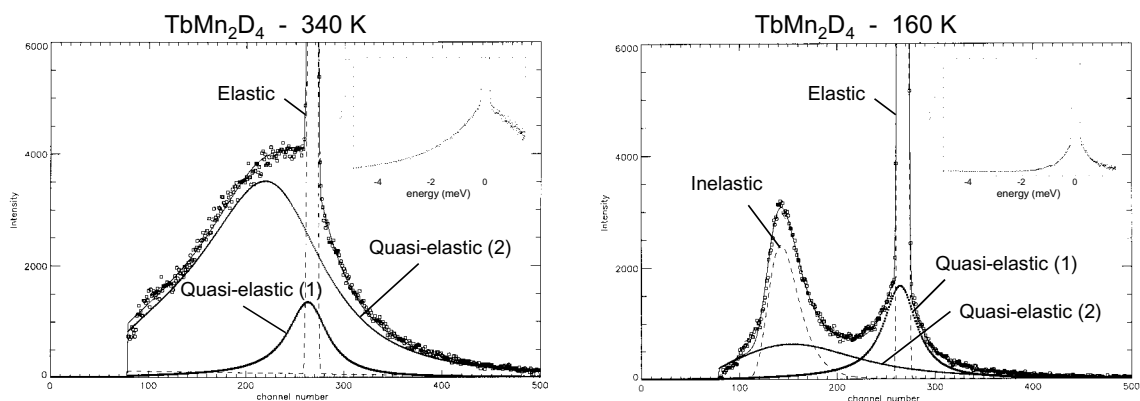 TbMn₂D₄ - 340 K
6000
4000
2000
0
Intensity
Elastic
Quasi-elastic (2)
Quasi-elastic (1)
-4
-2
0
energy (meV)
0
100
200
300
400
500
channel number
TbMn₂D₄ - 160 K
6000
4000
2000
0
Intensity
Elastic
Inelastic
Quasi-elastic (1)
Quasi-elastic (2)
-4
-2
0
energy (meV)
0
100
200
300
400
500
channel number